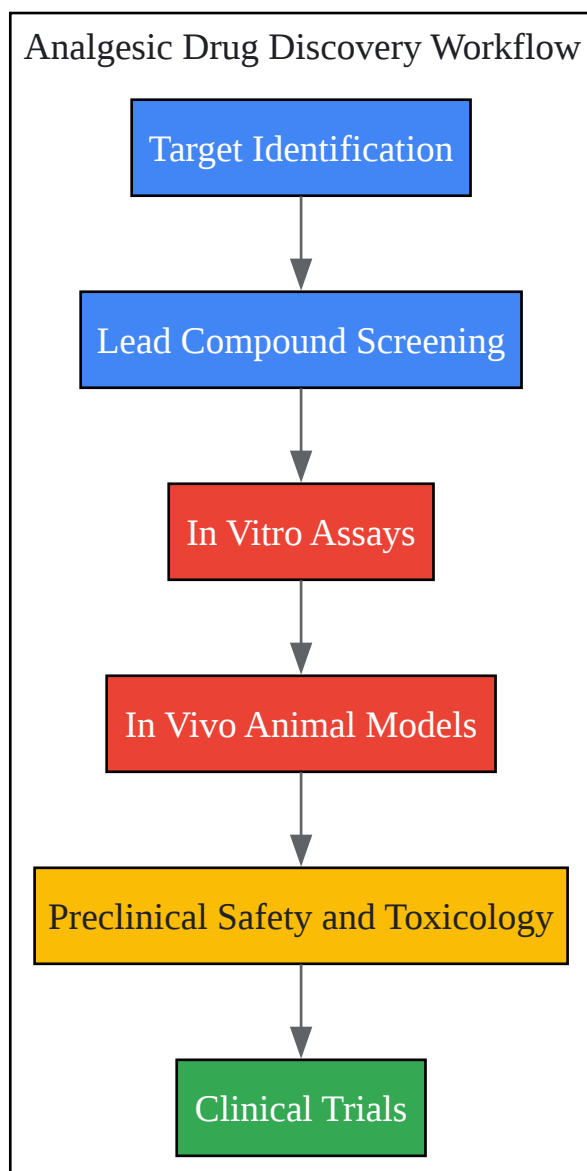 Analgesic Drug Discovery Workflow
Target Identification
Lead Compound Screening
In Vitro Assays
In Vivo Animal Models
Preclinical Safety and Toxicology
Clinical Trials